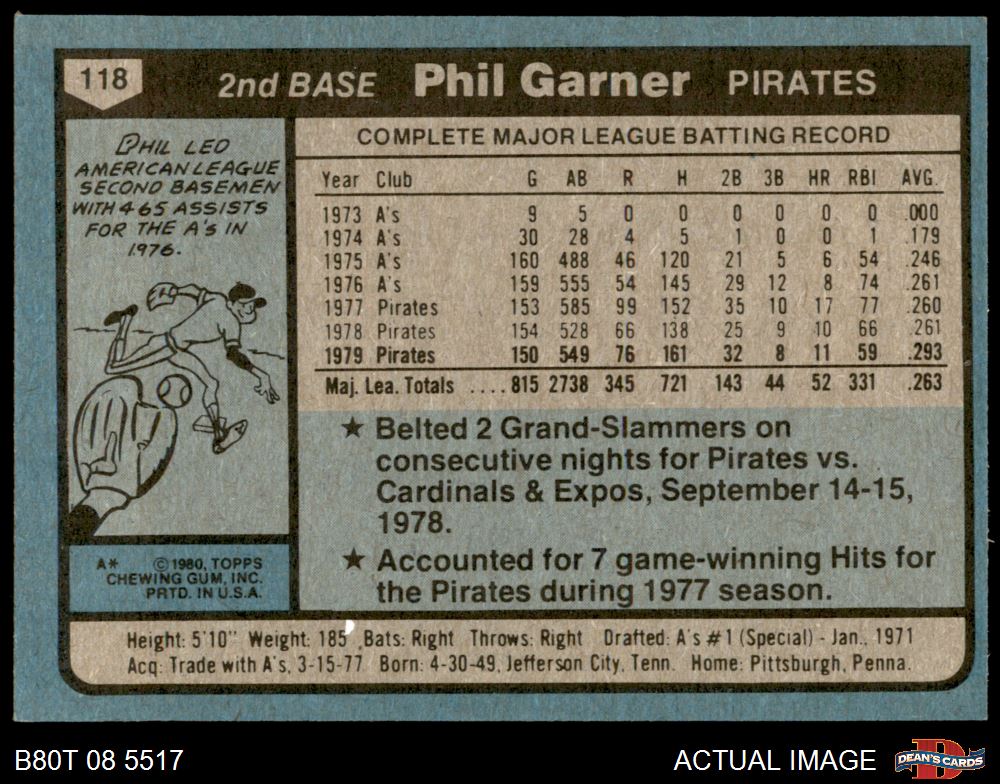 118 2nd BASE Phil Garner PIRATES
PHIL LED
AMERICAN LEAGUE
SECOND BASEMEN
WITH 465 ASSISTS
FOR THE A's IN
1976.
A* ©1980, TOPPS
CHEWING GUM, INC.
PRTD. IN U.S.A.
COMPLETE MAJOR LEAGUE BATTING RECORD
Year Club G AB R H 2B 3B HR RBI AVG.
1973 A's 9 5 0 0 0 0 0 0 .000
1974 A's 30 28 4 5 1 0 0 1 .179
1975 A's 160 488 46 120 21 5 6 54 .246
1976 A's 159 555 54 145 29 12 8 74 .261
1977 Pirates 153 585 99 152 35 10 17 77 .260
1978 Pirates 154 528 66 138 25 9 10 66 .261
1979 Pirates 150 549 76 161 32 8 11 59 .293
Maj. Lea. Totals ....815 2738 345 721 143 44 52 331 .263
★ Belted 2 Grand-Slammers on
consecutive nights for Pirates vs.
Cardinals & Expos, September 14-15,
1978.
★ Accounted for 7 game-winning Hits for
the Pirates during 1977 season.
Height: 5'10" Weight: 185 Bats: Right Throws: Right Drafted: A's #1 (Special) - Jan., 1971
Acq: Trade with A's, 3-15-77 Born: 4-30-49, Jefferson City, Tenn. Home: Pittsburgh, Penna.
B80T 08 5517 ACTUAL IMAGE D DEAN'S CARDS